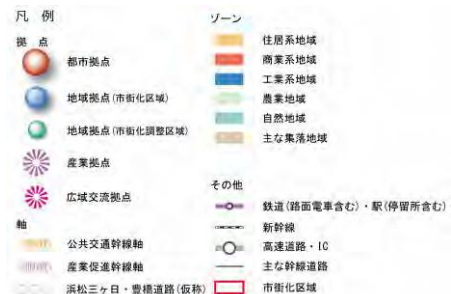 凡 例
拠 点
都市拠点
地域拠点(市街化区域)
地域拠点(市街化調整区域)
産業拠点
広域交流拠点
軸
公共交通幹線軸
産業促進幹線軸
浜松三ヶ日・豊橋道路(仮称)
ゾーン
住居系地域
商業系地域
工業系地域
農業地域
自然地域
主な集落地域
その他
鉄道(路面電車含む)・駅(停留所含む)
新幹線
高速道路・IC
主な幹線道路
市街化区域